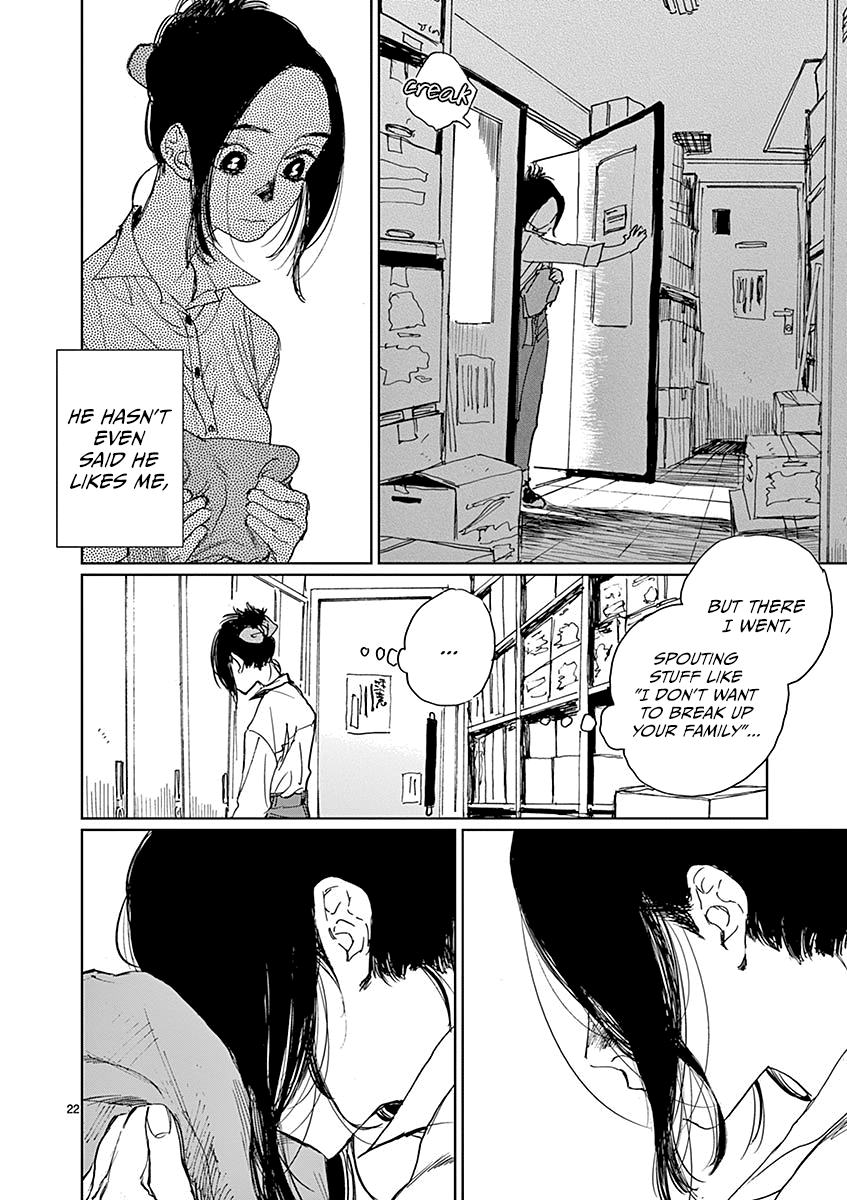 creak
HE HASN'T
EVEN
SAID HE
LIKES ME,
BUT THERE
I WENT,
SPOUTING
STUFF LIKE
"I DON'T WANT
TO BREAK UP
YOUR FAMILY"...
...
22